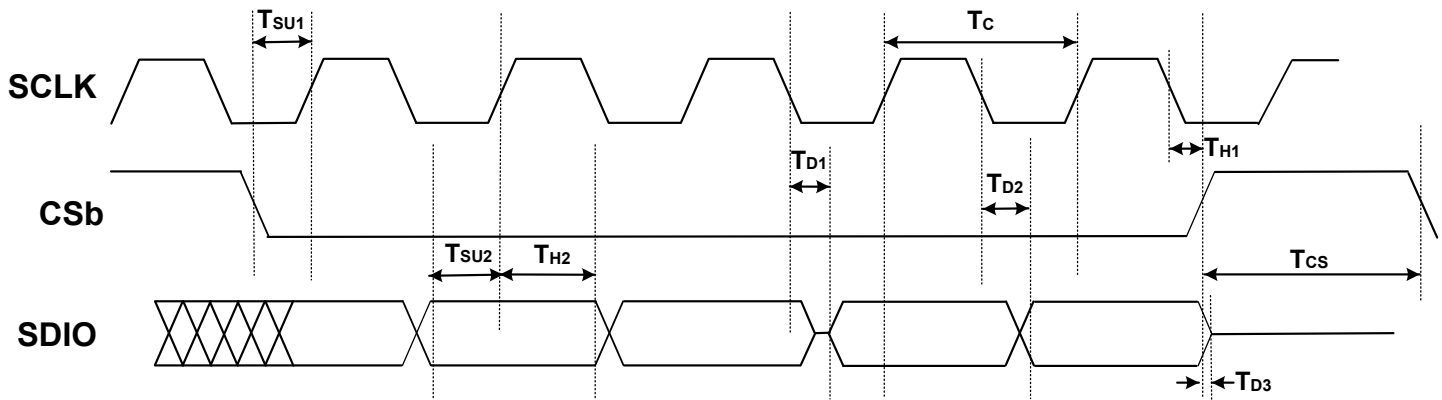 TSU1
TC
SCLK
TH1
TD1
TD2
CSb
TSU2
TH2
TCS
SDIO
TD3